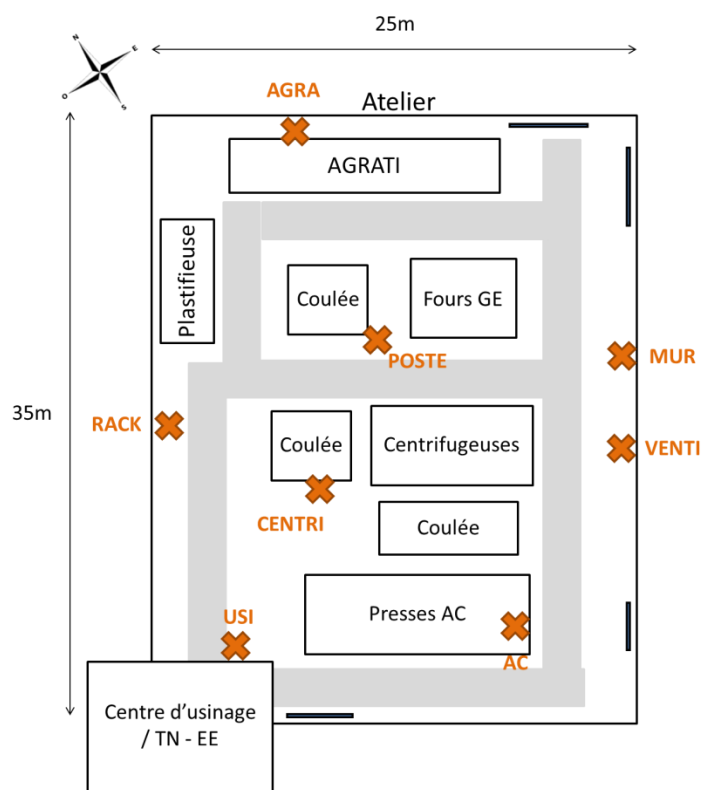 25m
N
E
O
S
AGRA
Atelier
AGRATI
Plastifieuse
Coulée
Fours GE
POSTE
MUR
35m
RACK
Coulée
Centrifugeuses
VENTI
CENTRI
Coulée
USI
Presses AC
AC
Centre d’usinage
/ TN - EE